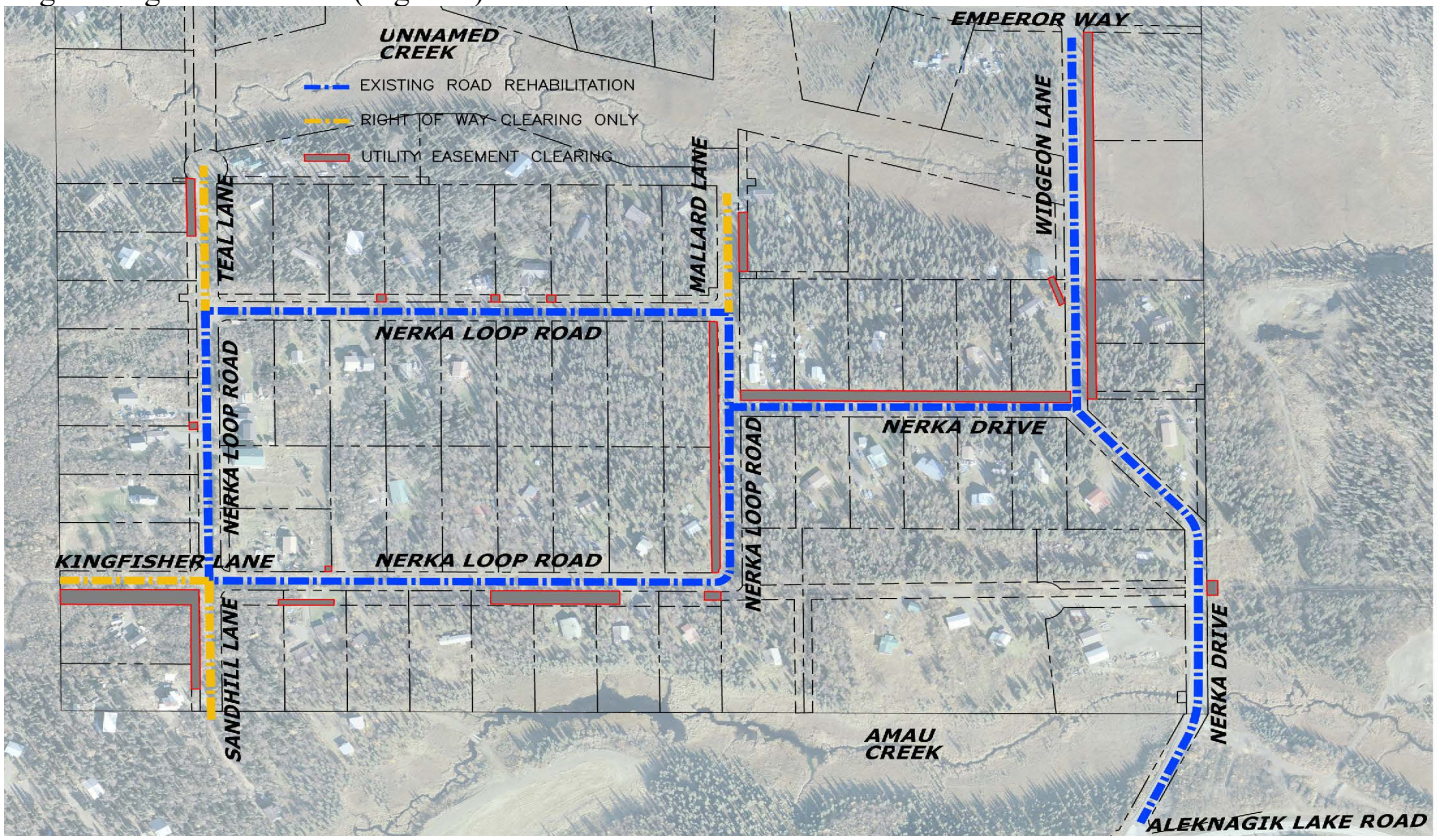 EMPEROR WAY
UNNAMED
CREEK
EXISTING ROAD REHABILITATION
RIGHT OF WAY CLEARING ONLY
UTILITY EASEMENT CLEARING
WIDGEON LANE
MALLARD LANE
TEAL LANE
NERKA LOOP ROAD
NERKA LOOP ROAD
NERKA DRIVE
NERKA LOOP ROAD
KINGFISHER LANE
NERKA LOOP ROAD
SANDHILL LANE
NERKA DRIVE
AMAU
CREEK
ALEKNAGIK LAKE ROAD